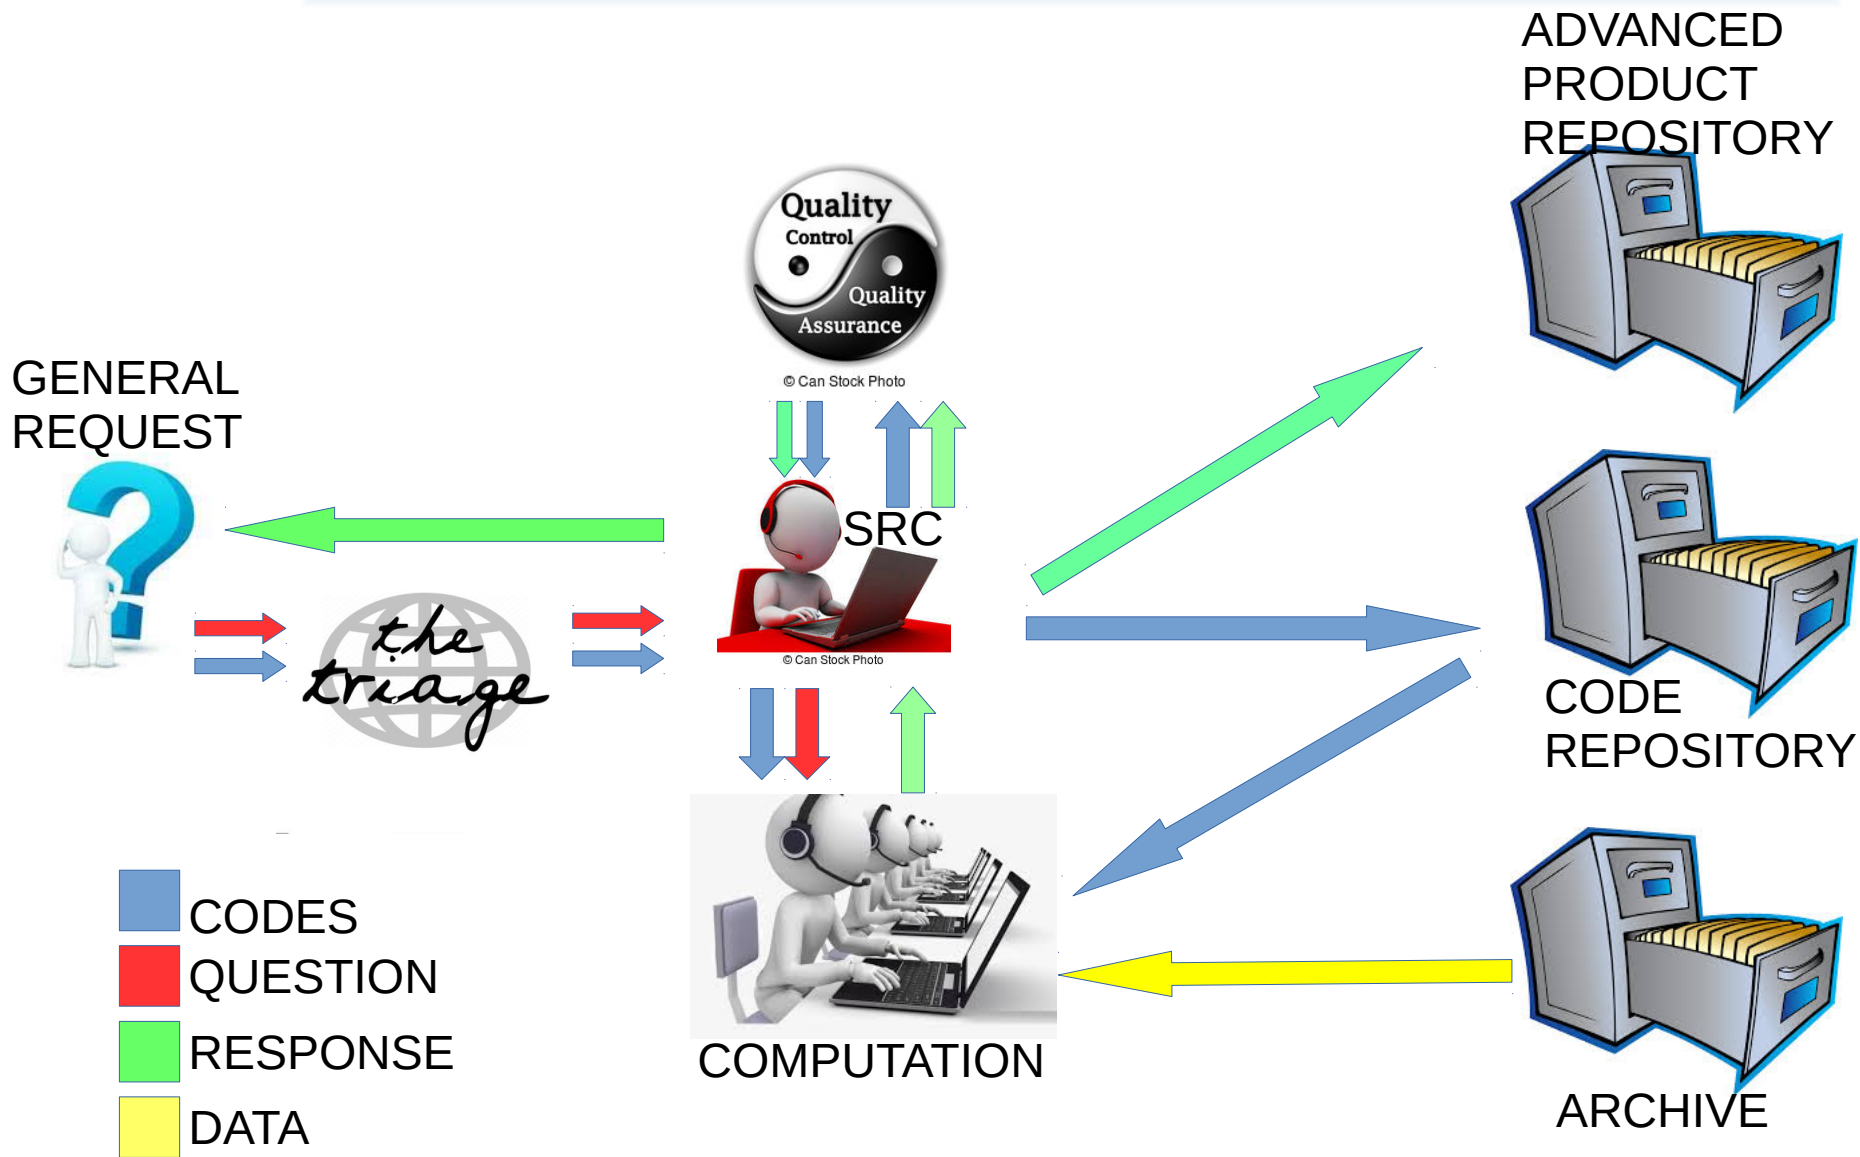 ADVANCED
PRODUCT
REPOSITORY
Quality
Control
Quality
Assurance
© Can Stock Photo
GENERAL
REQUEST
SRC
© Can Stock Photo
the
triage
CODE
REPOSITORY
CODES
QUESTION
RESPONSE
DATA
COMPUTATION
ARCHIVE